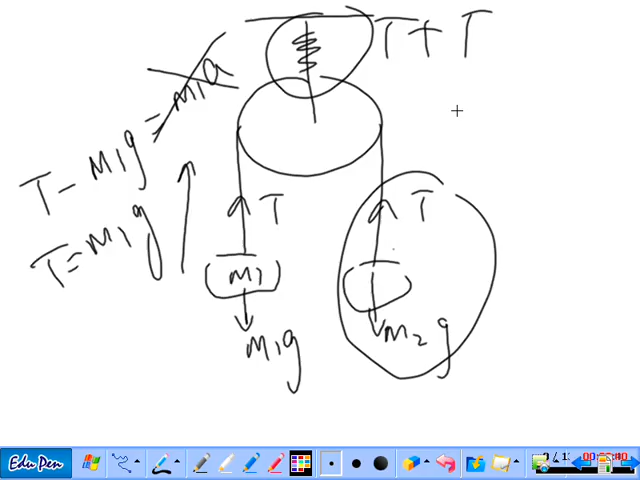 T + T
T - m1g = m1a
T = m1g
T
T
m1
m1g
m2g
Edu Pen